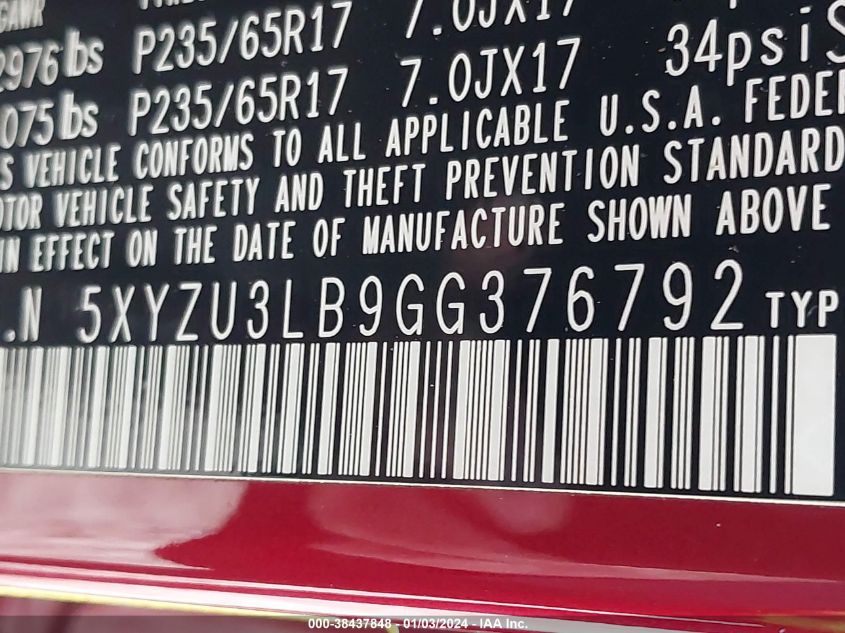 GAWR
2976 lbs P235/65R17 7.0JX17
075 lbs P235/65R17 7.0JX17 34psi
S VEHICLE CONFORMS TO ALL APPLICABLE U.S.A. FEDER
OTOR VEHICLE SAFETY AND THEFT PREVENTION STANDARD
IN EFFECT ON THE DATE OF MANUFACTURE SHOWN ABOVE
.N 5XYZU3LB9GG376792 TYP
000-38437848 - 01/03/2024 - IAA Inc.